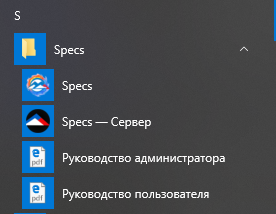 S
Specs
Specs
Specs — Сервер
Руководство администратора
Руководство пользователя